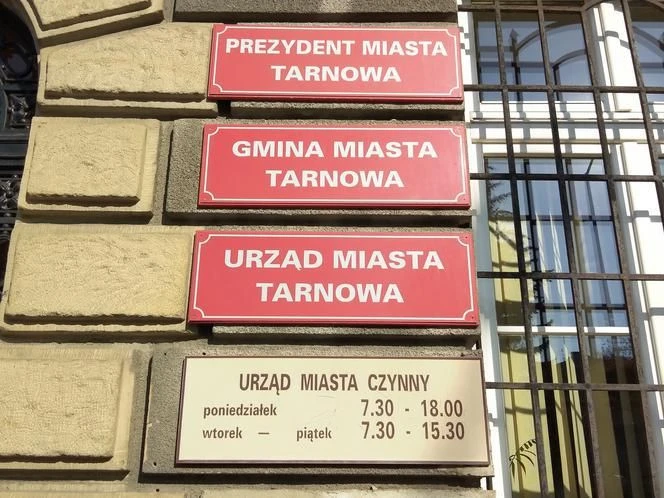 PREZYDENT MIASTA
TARNOWA
GMINA MIASTA
TARNOWA
URZĄD MIASTA
TARNOWA
URZĄD MIASTA CZYNNY
poniedziałek 7.30 - 18.00
wtorek — piątek 7.30 - 15.30